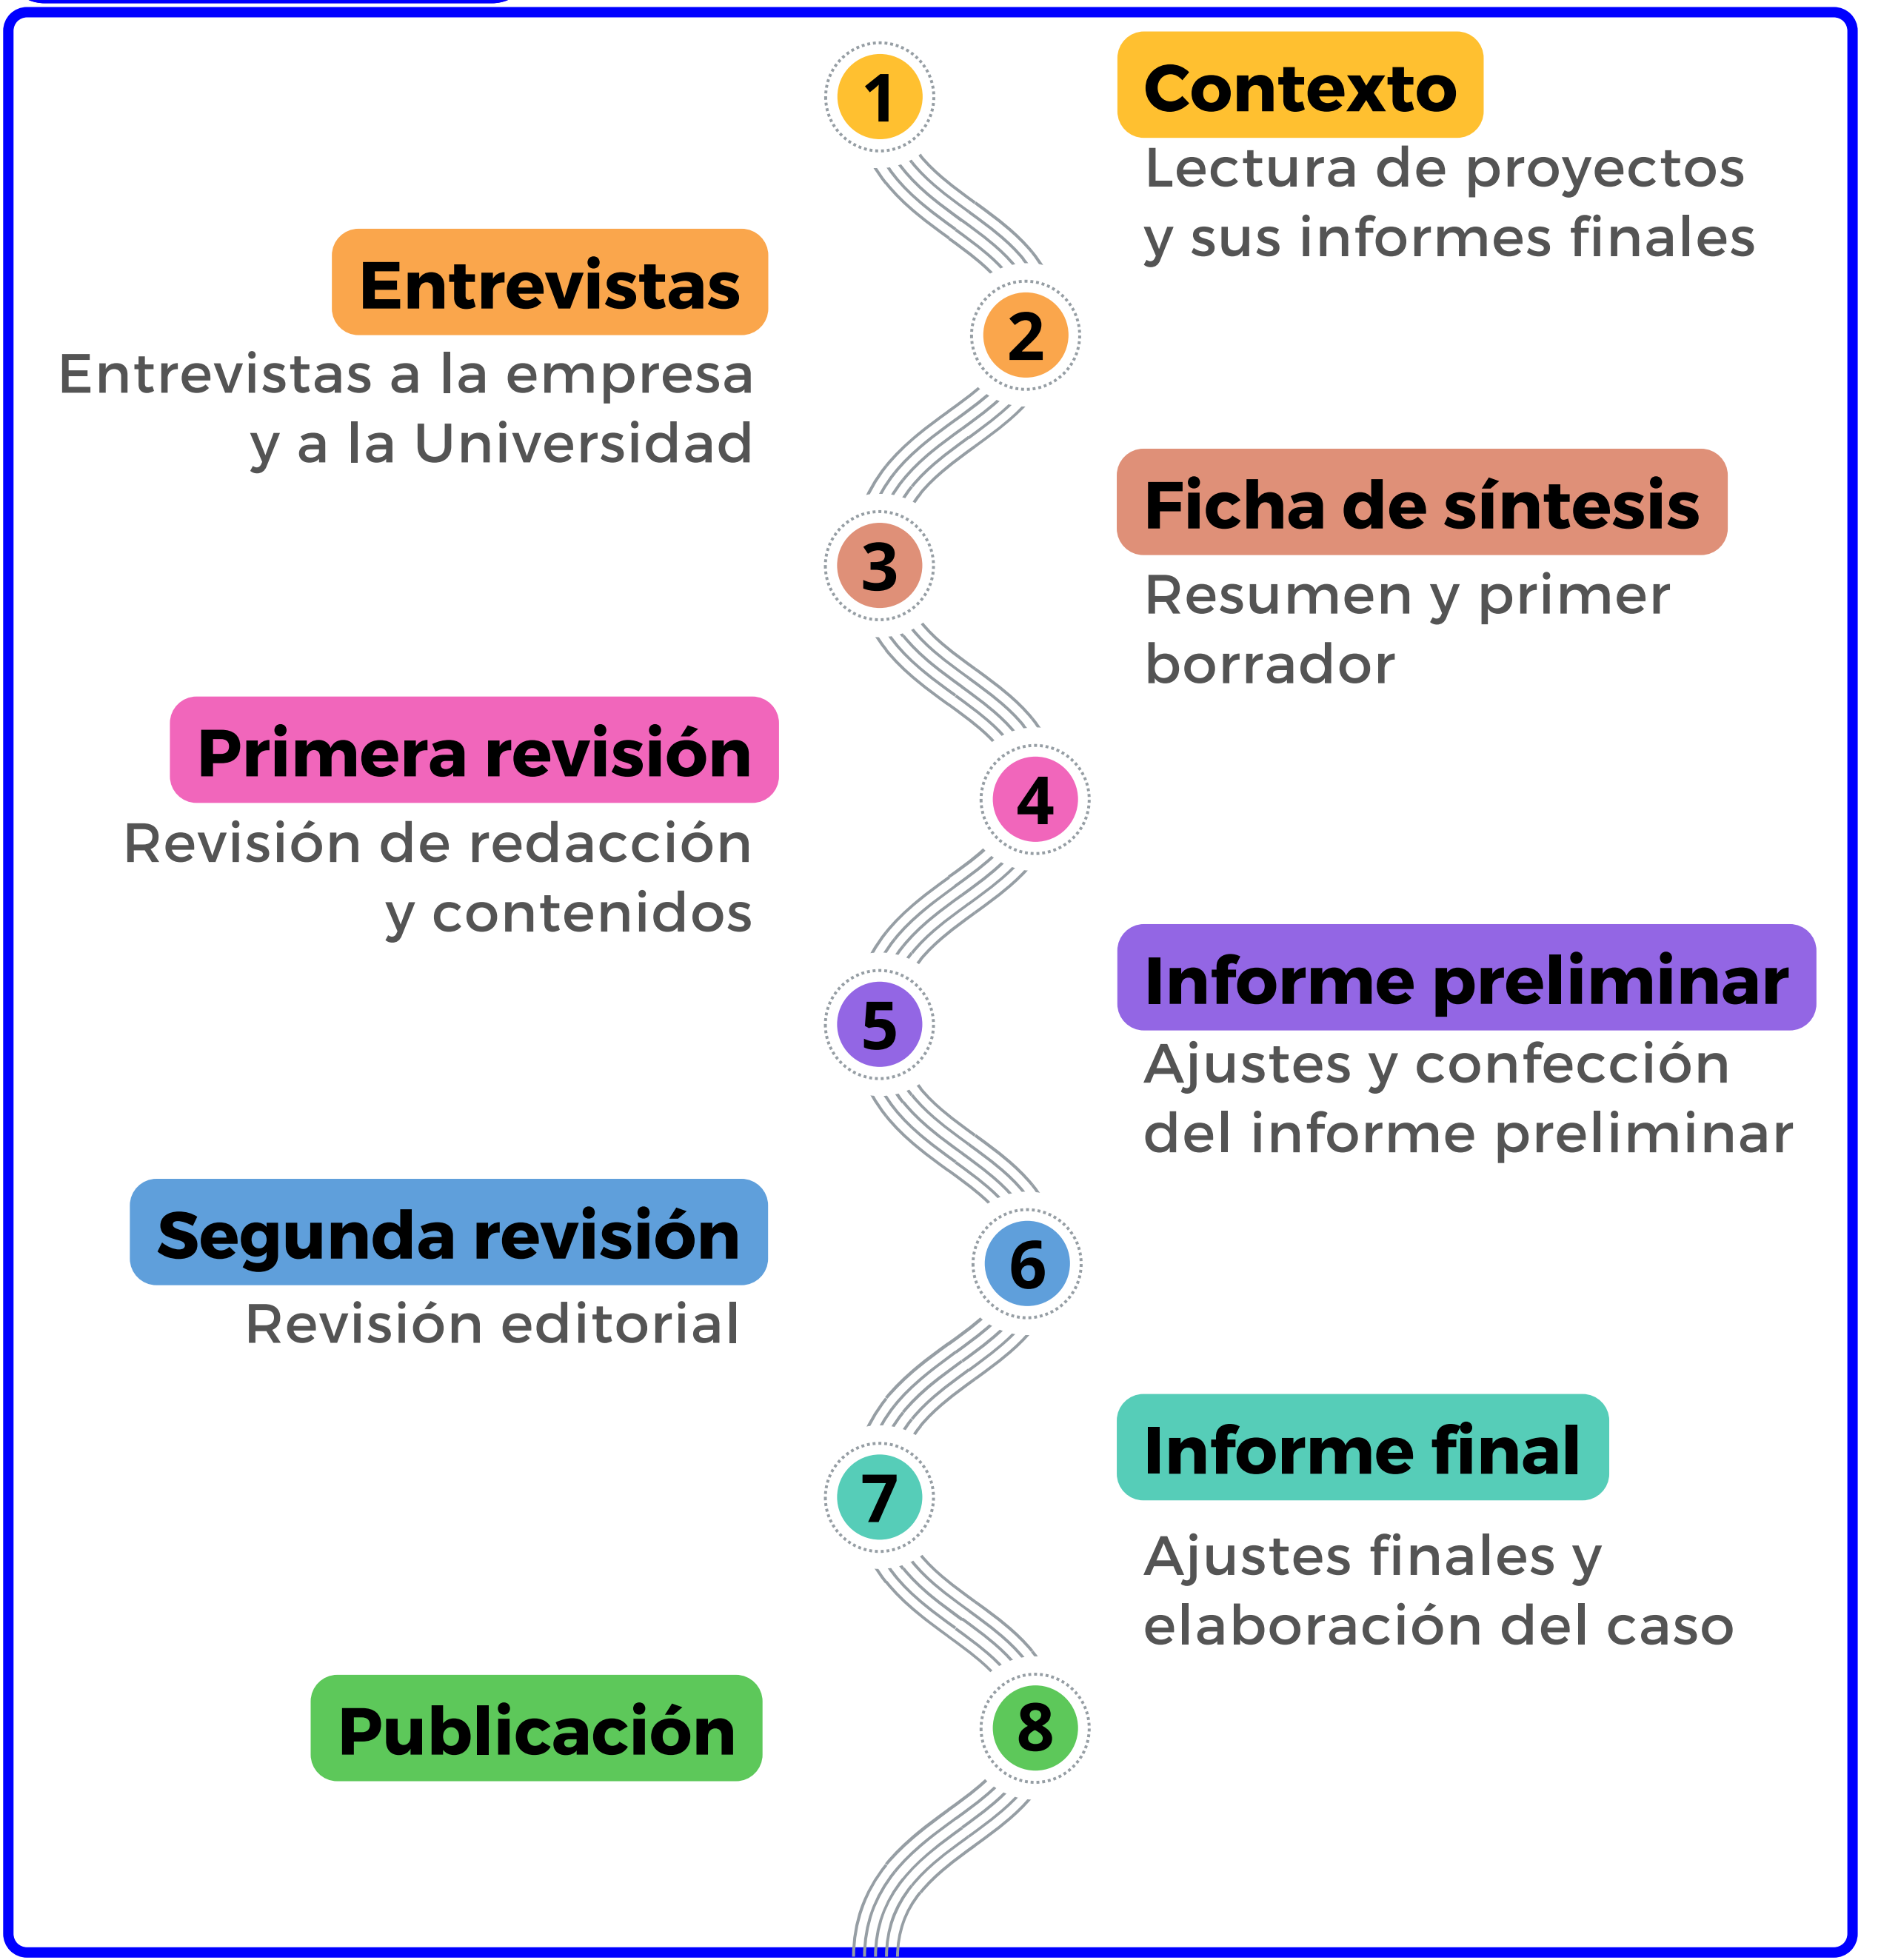 1
Contexto
Lectura de proyectos
y sus informes finales
Entrevistas
2
Entrevistas a la empresa
y a la Universidad
Ficha de síntesis
3
Resumen y primer
borrador
Primera revisión
4
Revisión de redacción
y contenidos
Informe preliminar
5
Ajustes y confección
del informe preliminar
Segunda revisión
6
Revisión editorial
Informe final
7
Ajustes finales y
elaboración del caso
Publicación
8